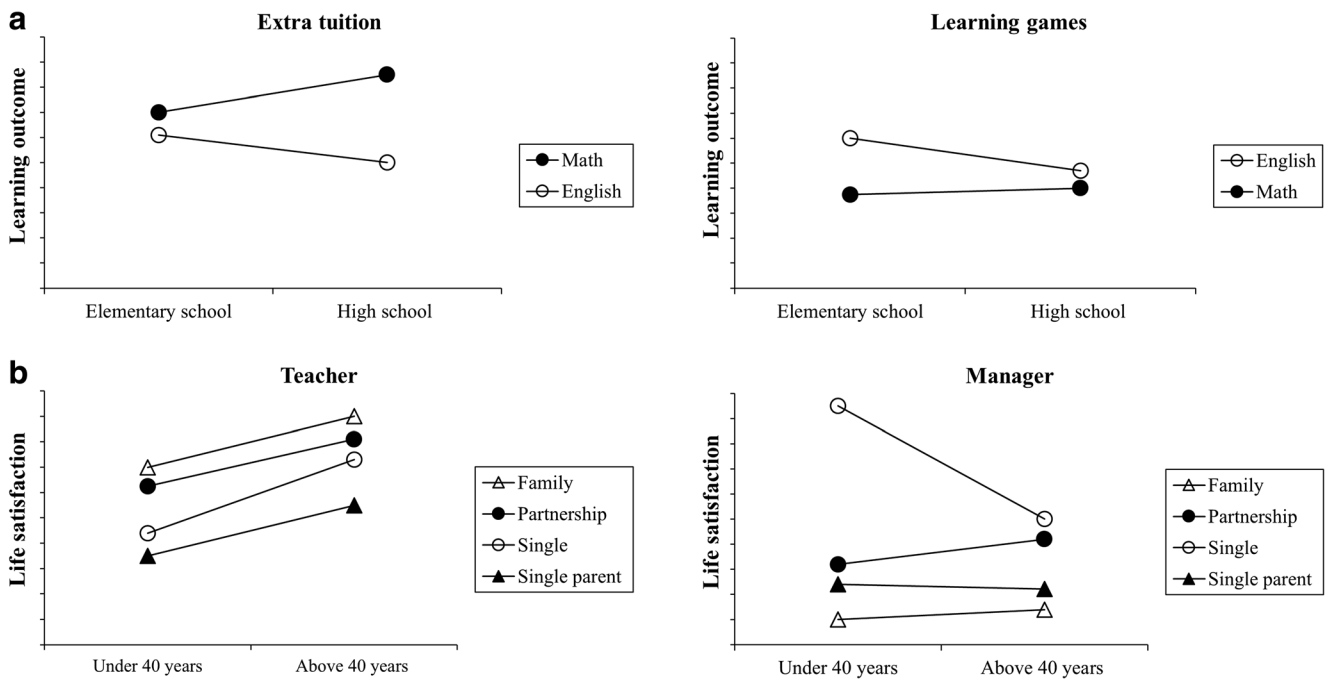 a
Extra tuition
Learning outcome
Math
English
Elementary school
High school
Learning games
Learning outcome
English
Math
Elementary school
High school
b
Teacher
Life satisfaction
Family
Partnership
Single
Single parent
Under 40 years
Above 40 years
Manager
Life satisfaction
Family
Partnership
Single
Single parent
Under 40 years
Above 40 years